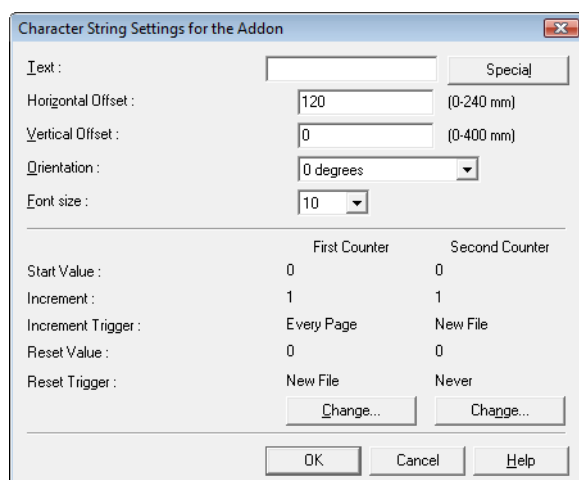 Character String Settings for the Addon
Text : Special
Horizontal Offset : 120 (0-240 mm)
Vertical Offset : 0 (0-400 mm)
Orientation : 0 degrees
Font size : 10
First Counter Second Counter
Start Value : 0 0
Increment : 1 1
Increment Trigger : Every Page New File
Reset Value : 0 0
Reset Trigger : New File Never
Change... Change...
OK Cancel Help